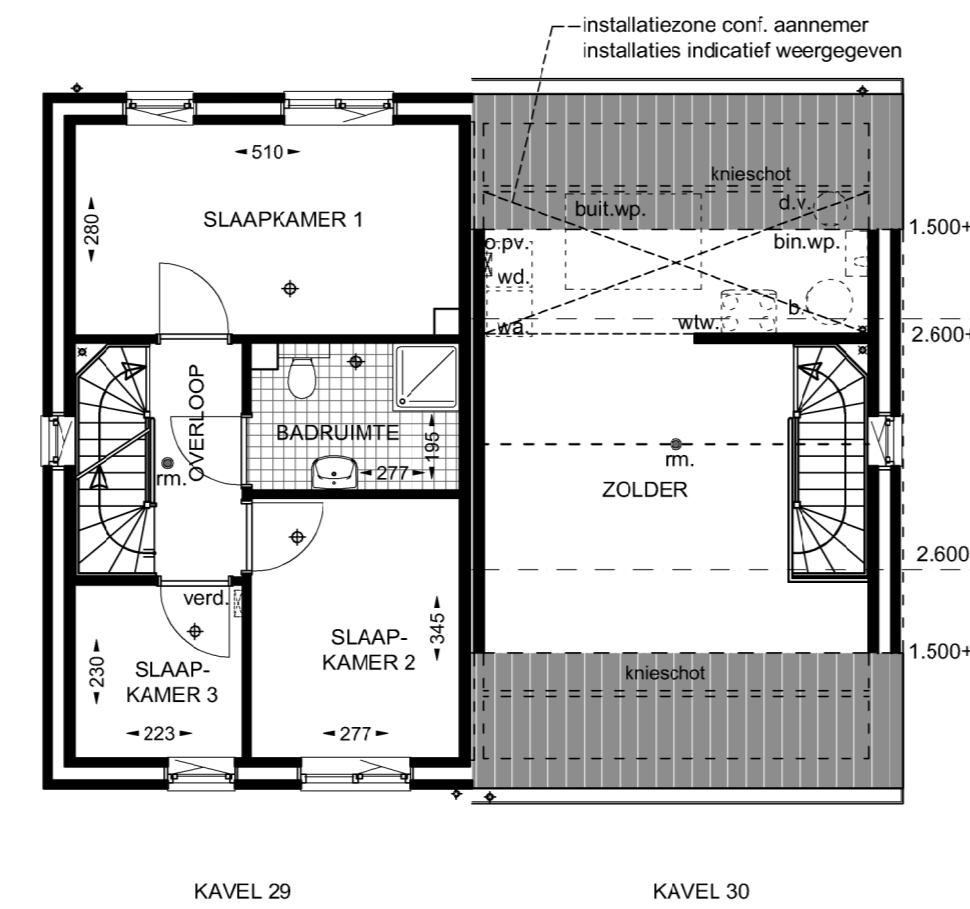 installatiezone conf. aannemer
installaties indicatief weergegeven
knieschot
510
280
SLAAPKAMER 1
buit.wp.
d.v.
1.500+
o.pv.
bin.wp.
wd.
b.
wa.
wtw.
2.600+
OVERLOOP
BADRUIMTE
195
277
rm.
rm.
ZOLDER
2.600
verd.
345
SLAAP-
KAMER 2
230
SLAAP-
KAMER 3
1.500+
knieschot
223
277
KAVEL 29
KAVEL 30